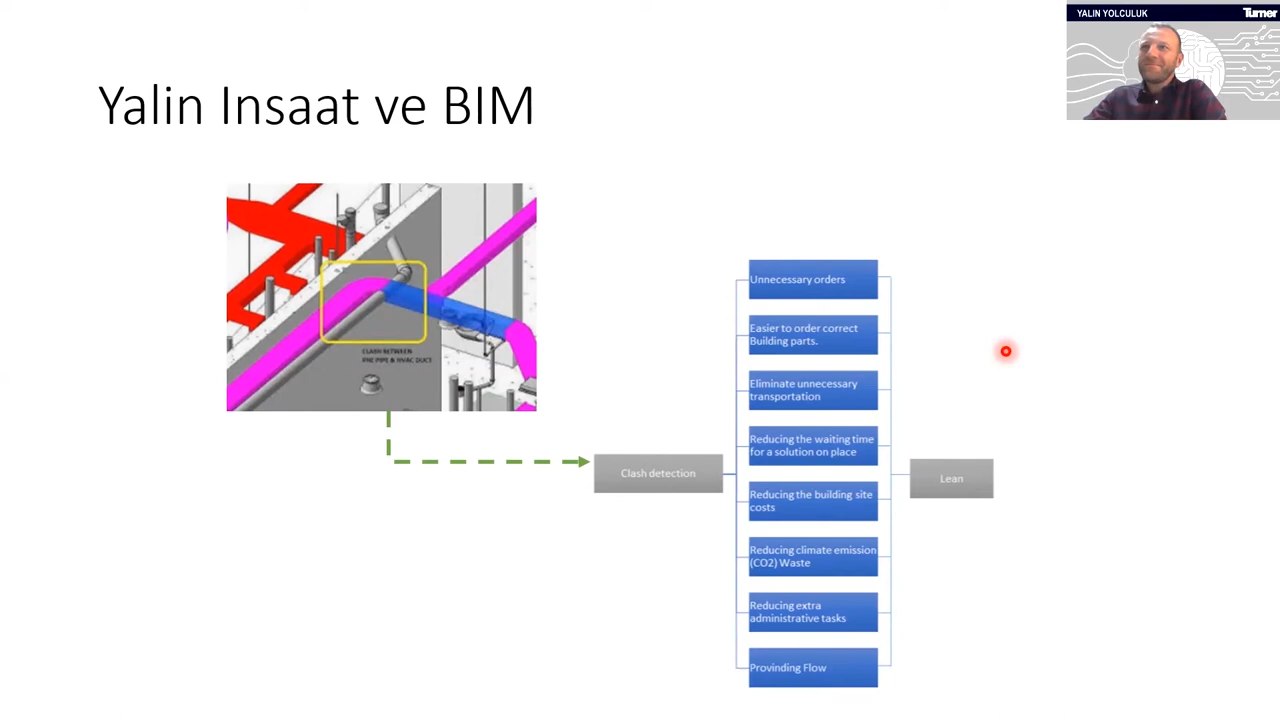 YALIN YOLCULUK
Turner
Yalin Insaat ve BIM
CLASH BETWEEN
PIPE & HVAC DUCT
Clash detection
Unnecessary orders
Easier to order correct
Building parts.
Eliminate unnecessary
transportation
Reducing the waiting time
for a solution on place
Reducing the building site
costs
Reducing climate emission
(CO2) Waste
Reducing extra
administrative tasks
Provinding Flow
Lean